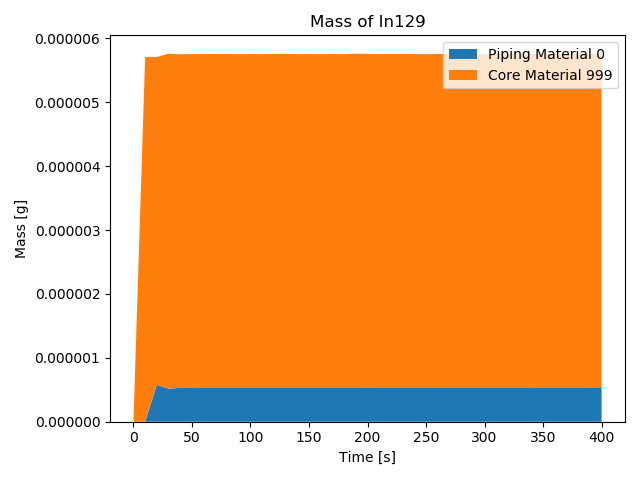 Mass of In129
Piping Material 0
Core Material 999
0.000006
0.000005
0.000004
0.000003
0.000002
0.000001
0.000000
Mass [g]
0 50 100 150 200 250 300 350 400
Time [s]